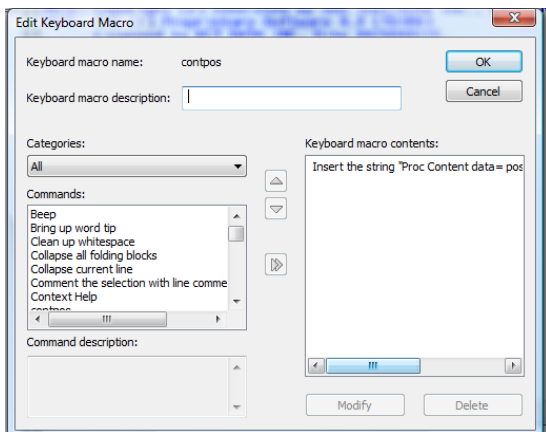 Edit Keyboard Macro
Keyboard macro name: contpos
OK
Keyboard macro description:
Cancel
Categories:
All
Commands:
Beep
Bring up word tip
Clean up whitespace
Collapse all folding blocks
Collapse current line
Comment the selection with line comme
Context Help
contpos
Command description:
Keyboard macro contents:
Insert the string "Proc Content data= pos
Modify
Delete